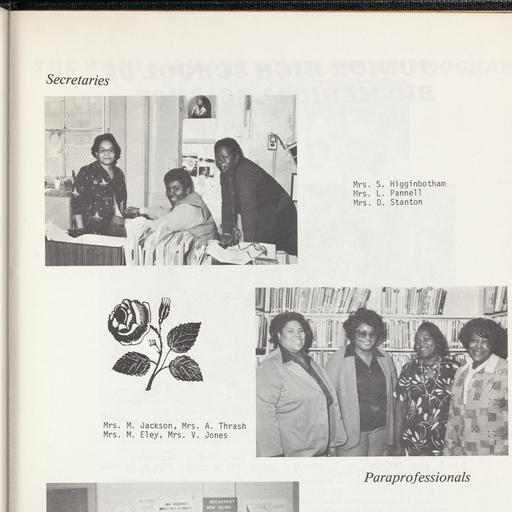 Secretaries
Mrs. S. Higginbotham
Mrs. L. Pannell
Mrs. D. Stanton
Mrs. M. Jackson, Mrs. A. Thrash
Mrs. M. Eley, Mrs. V. Jones
Paraprofessionals
BREAKFAST